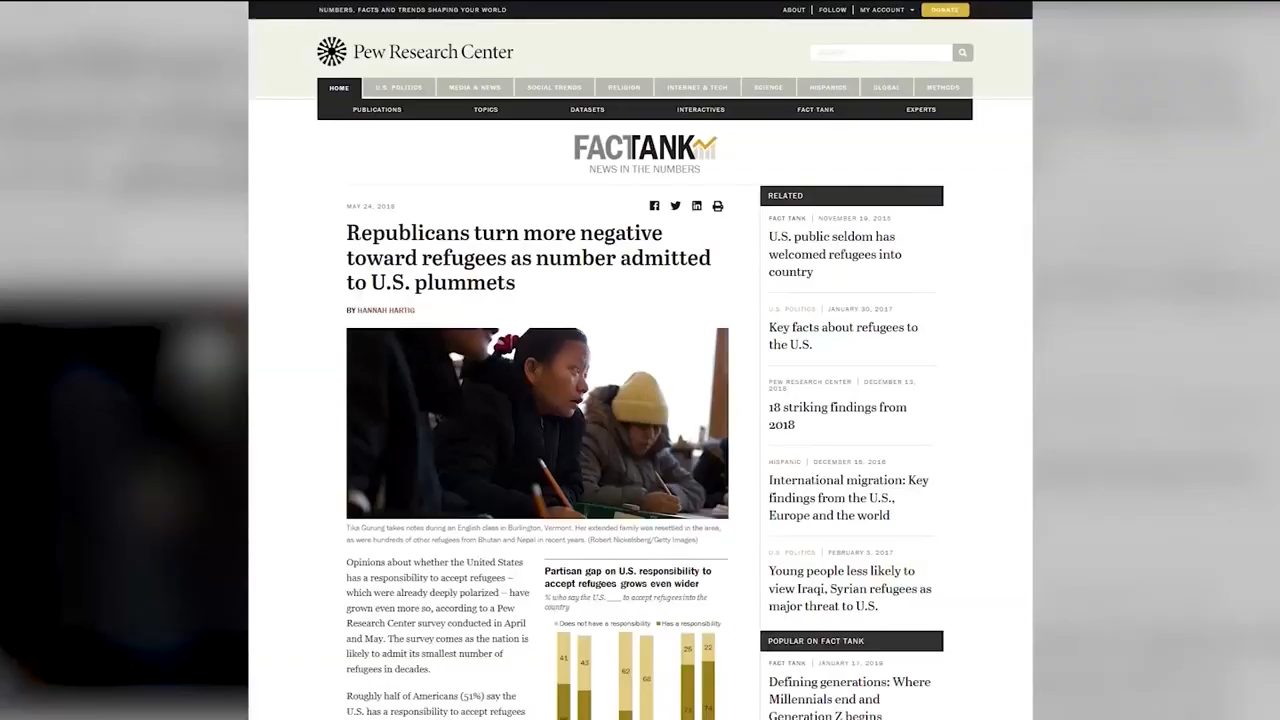 NUMBERS, FACTS AND TRENDS SHAPING YOUR WORLD
ABOUT | FOLLOW | MY ACCOUNT
DONATE
Pew Research Center
HOME
U.S. POLITICS
MEDIA & NEWS
SOCIAL TRENDS
RELIGION
INTERNET & TECH
SCIENCE
HISPANICS
GLOBAL
METHODS
PUBLICATIONS
TOPICS
DATASETS
INTERACTIVES
FACT TANK
EXPERTS
FACTANK
NEWS IN THE NUMBERS
MAY 24, 2018
Republicans turn more negative
toward refugees as number admitted
to U.S. plummets
BY HANNAH HARTIG
Tika Gurung takes notes during an English class in Burlington, Vermont. Her extended family was resettled in the area,
as were hundreds of other refugees from Bhutan and Nepal in recent years. (Robert Nickelsberg/Getty Images)
Opinions about whether the United States
has a responsibility to accept refugees –
which were already deeply polarized – have
grown even more so, according to a Pew
Research Center survey conducted in April
and May. The survey comes as the nation is
likely to admit its smallest number of
refugees in decades.
Roughly half of Americans (51%) say the
U.S. has a responsibility to accept refugees
Partisan gap on U.S. responsibility to
accept refugees grows even wider
% who say the U.S. ___ to accept refugees into the
country
Does not have a responsibility Has a responsibility
41 43 62 68 26 22
71 74
RELATED
FACT TANK | NOVEMBER 19, 2015
U.S. public seldom has
welcomed refugees into
country
U.S. POLITICS | JANUARY 30, 2017
Key facts about refugees to
the U.S.
PEW RESEARCH CENTER | DECEMBER 13,
2018
18 striking findings from
2018
HISPANIC | DECEMBER 15, 2016
International migration: Key
findings from the U.S.,
Europe and the world
U.S. POLITICS | FEBRUARY 3, 2017
Young people less likely to
view Iraqi, Syrian refugees as
major threat to U.S.
POPULAR ON FACT TANK
FACT TANK | JANUARY 17, 2019
Defining generations: Where
Millennials end and
Generation Z begins